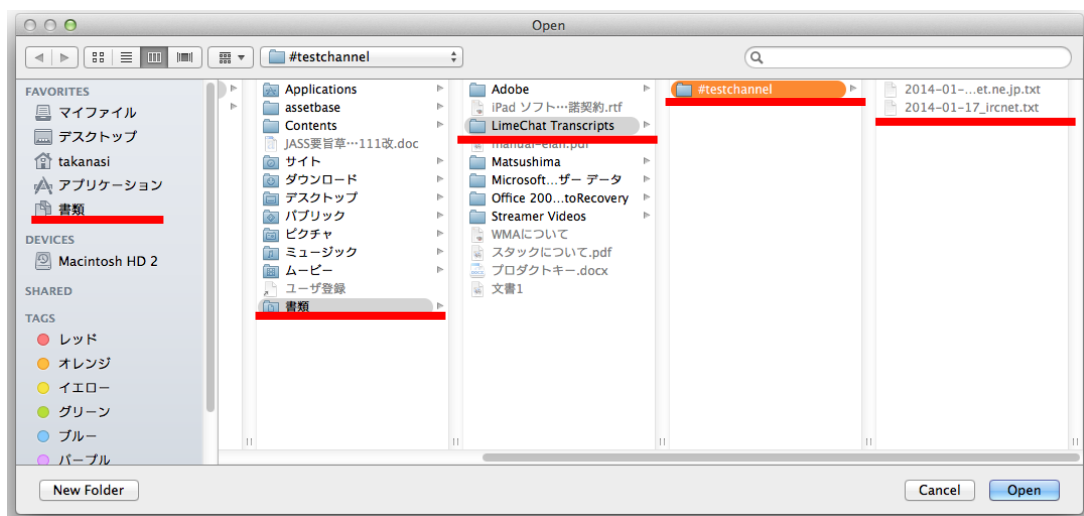 Open
#testchannel
FAVORITES
マイファイル
デスクトップ
takanasi
アプリケーション
書類
DEVICES
Macintosh HD 2
SHARED
TAGS
レッド
オレンジ
イエロー
グリーン
ブルー
パープル
Applications
assetbase
Contents
JASS要旨草…111改.doc
サイト
ダウンロード
デスクトップ
パブリック
ピクチャ
ミュージック
ムービー
ユーザ登録
書類
Adobe
iPad ソフト…諾契約.rtf
LimeChat Transcripts
manual-elan.pdf
Matsushima
Microsoft...ザー データ
Office 200...toRecovery
Streamer Videos
WMAについて
スタックについて.pdf
プロダクトキー.docx
文書1
#testchannel
2014-01-...et.ne.jp.txt
2014-01-17_ircnet.txt
New Folder
Cancel
Open